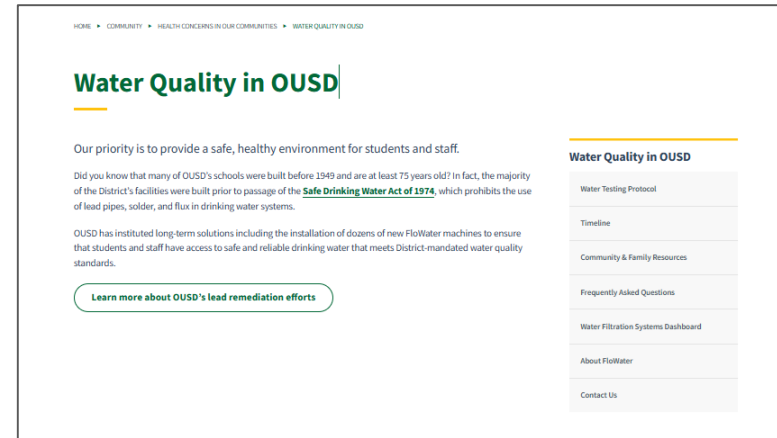 HOME ▸ COMMUNITY ▸ HEALTH CONCERNS IN OUR COMMUNITIES ▸ WATER QUALITY IN OUSD
Water Quality in OUSD
Our priority is to provide a safe, healthy environment for students and staff.
Did you know that many of OUSD's schools were built before 1949 and are at least 75 years old? In fact, the majority
of the District's facilities were built prior to passage of the Safe Drinking Water Act of 1974, which prohibits the use
of lead pipes, solder, and flux in drinking water systems.
OUSD has instituted long-term solutions including the installation of dozens of new FloWater machines to ensure
that students and staff have access to safe and reliable drinking water that meets District-mandated water quality
standards.
Learn more about OUSD's lead remediation efforts
Water Quality in OUSD
Water Testing Protocol
Timeline
Community & Family Resources
Frequently Asked Questions
Water Filtration Systems Dashboard
About FloWater
Contact Us